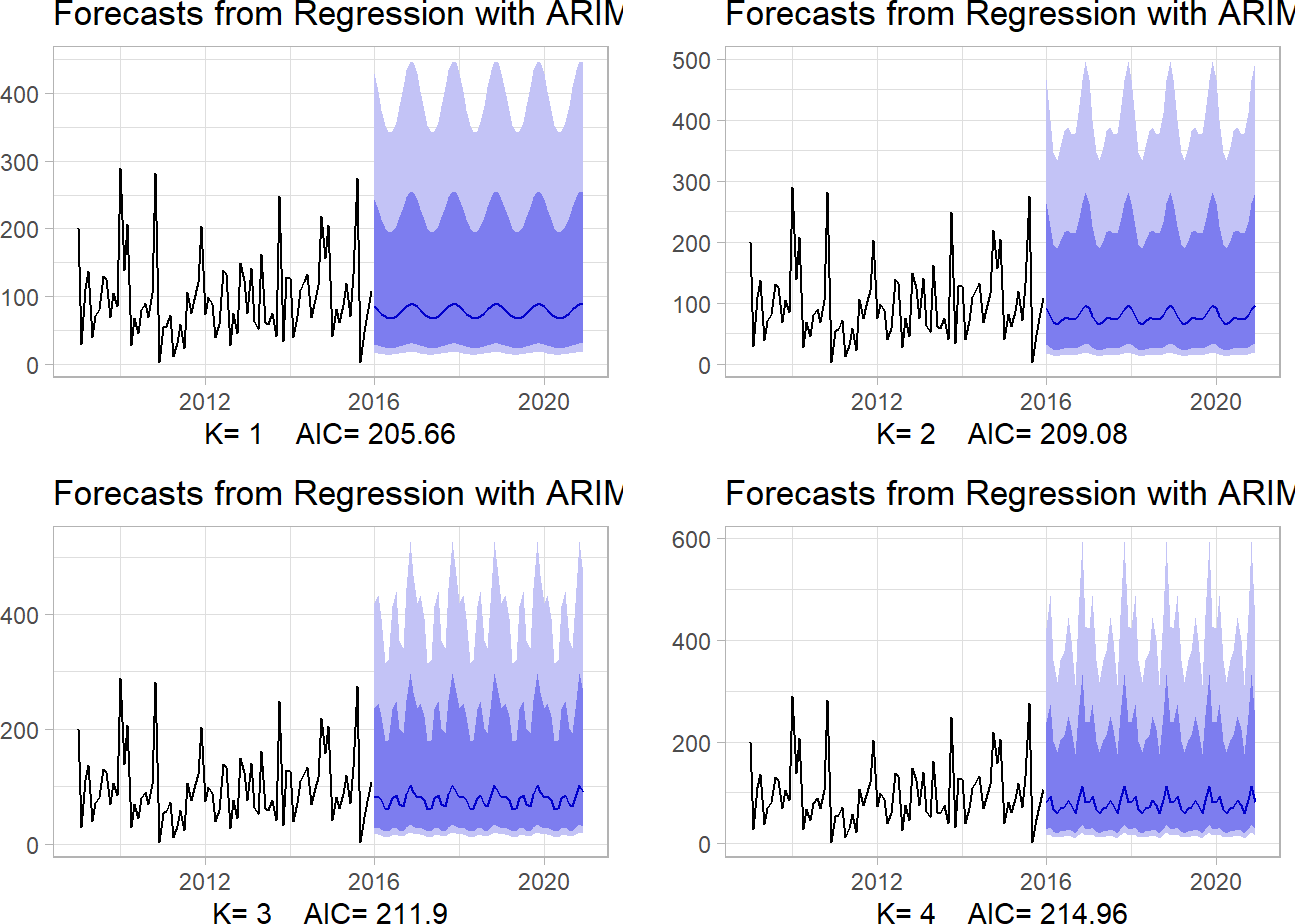 Forecasts from Regression with ARIM
400
300
200
100
0
2012 2016 2020
K= 1 AIC= 205.66
Forecasts from Regression with ARIM
500
400
300
200
100
0
2012 2016 2020
K= 2 AIC= 209.08
Forecasts from Regression with ARIM
400
200
0
2012 2016 2020
K= 3 AIC= 211.9
Forecasts from Regression with ARIM
600
400
200
0
2012 2016 2020
K= 4 AIC= 214.96